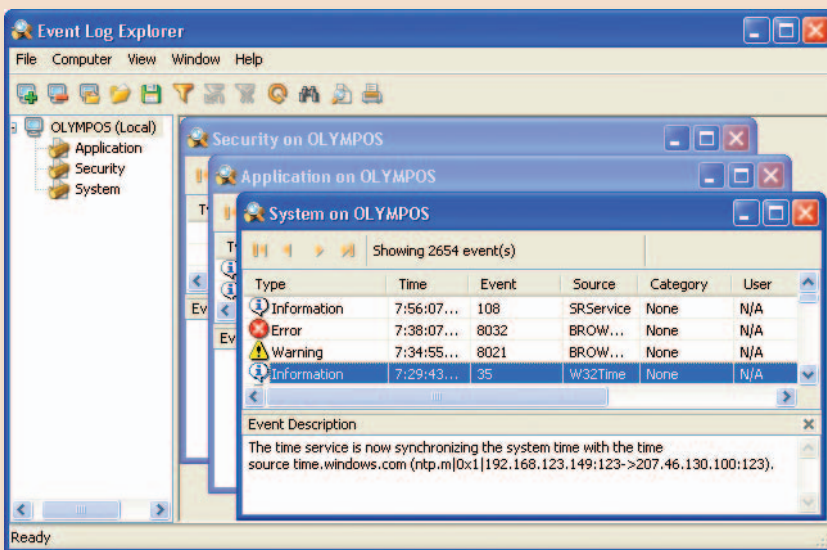 Event Log Explorer
File Computer View Window Help
OLYMPOS (Local)
Application
Security
System
Security on OLYMPOS
Application on OLYMPOS
System on OLYMPOS
Showing 2654 event(s)
Type Time Event Source Category User
Information 7:56:07... 108 SRService None N/A
Error 7:38:07... 8032 BROW... None N/A
Warning 7:34:55... 8021 BROW... None N/A
Information 7:29:43... 35 W32Time None N/A
Event Description
The time service is now synchronizing the system time with the time
source time.windows.com (ntp.m|0x1|192.168.123.149:123->207.46.130.100:123).
Ready